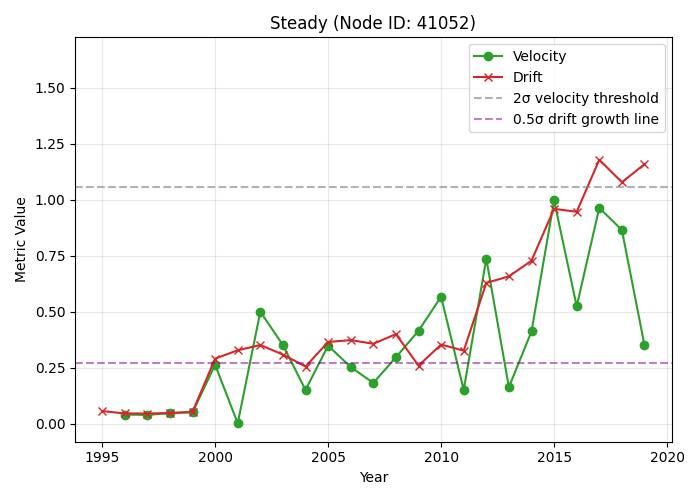 Steady (Node ID: 41052)
Velocity
Drift
2σ velocity threshold
0.5σ drift growth line
Metric Value
1.50
1.25
1.00
0.75
0.50
0.25
0.00
1995
2000
2005
2010
2015
2020
Year